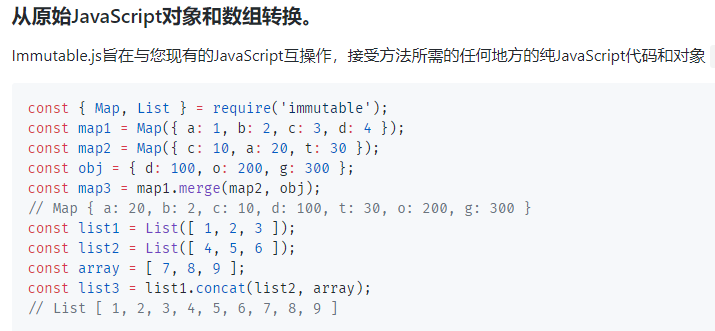 从原始JavaScript对象和数组转换。
Immutable.js旨在与您现有的JavaScript互操作，接受方法所需的任何地方的纯JavaScript代码和对象
const { Map, List } = require('immutable');
const map1 = Map({ a: 1, b: 2, c: 3, d: 4 });
const map2 = Map({ c: 10, a: 20, t: 30 });
const obj = { d: 100, o: 200, g: 300 };
const map3 = map1.merge(map2, obj);
// Map { a: 20, b: 2, c: 10, d: 100, t: 30, o: 200, g: 300 }
const list1 = List([ 1, 2, 3 ]);
const list2 = List([ 4, 5, 6 ]);
const array = [ 7, 8, 9 ];
const list3 = list1.concat(list2, array);
// List [ 1, 2, 3, 4, 5, 6, 7, 8, 9 ]